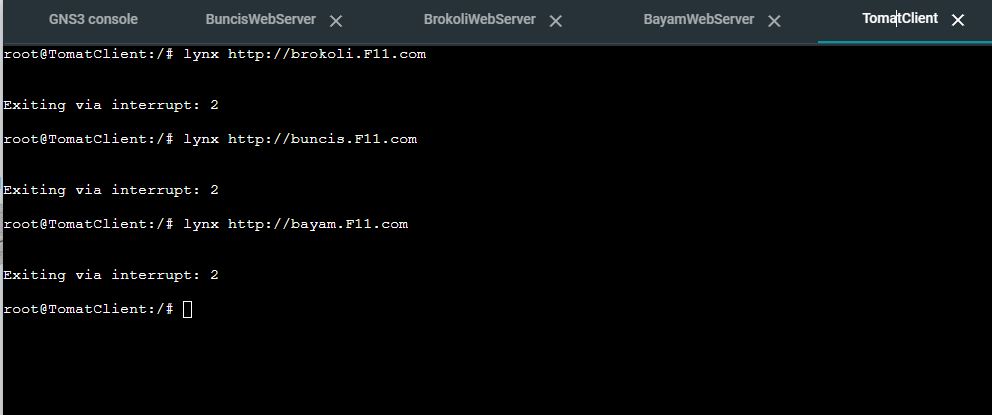 GNS3 console BuncisWebServer × BrokoliWebServer × BayamWebServer × TomatClient ×
root@TomatClient:/# lynx http://brokoli.F11.com
Exiting via interrupt: 2
root@TomatClient:/# lynx http://buncis.F11.com
Exiting via interrupt: 2
root@TomatClient:/# lynx http://bayam.F11.com
Exiting via interrupt: 2
root@TomatClient:/#